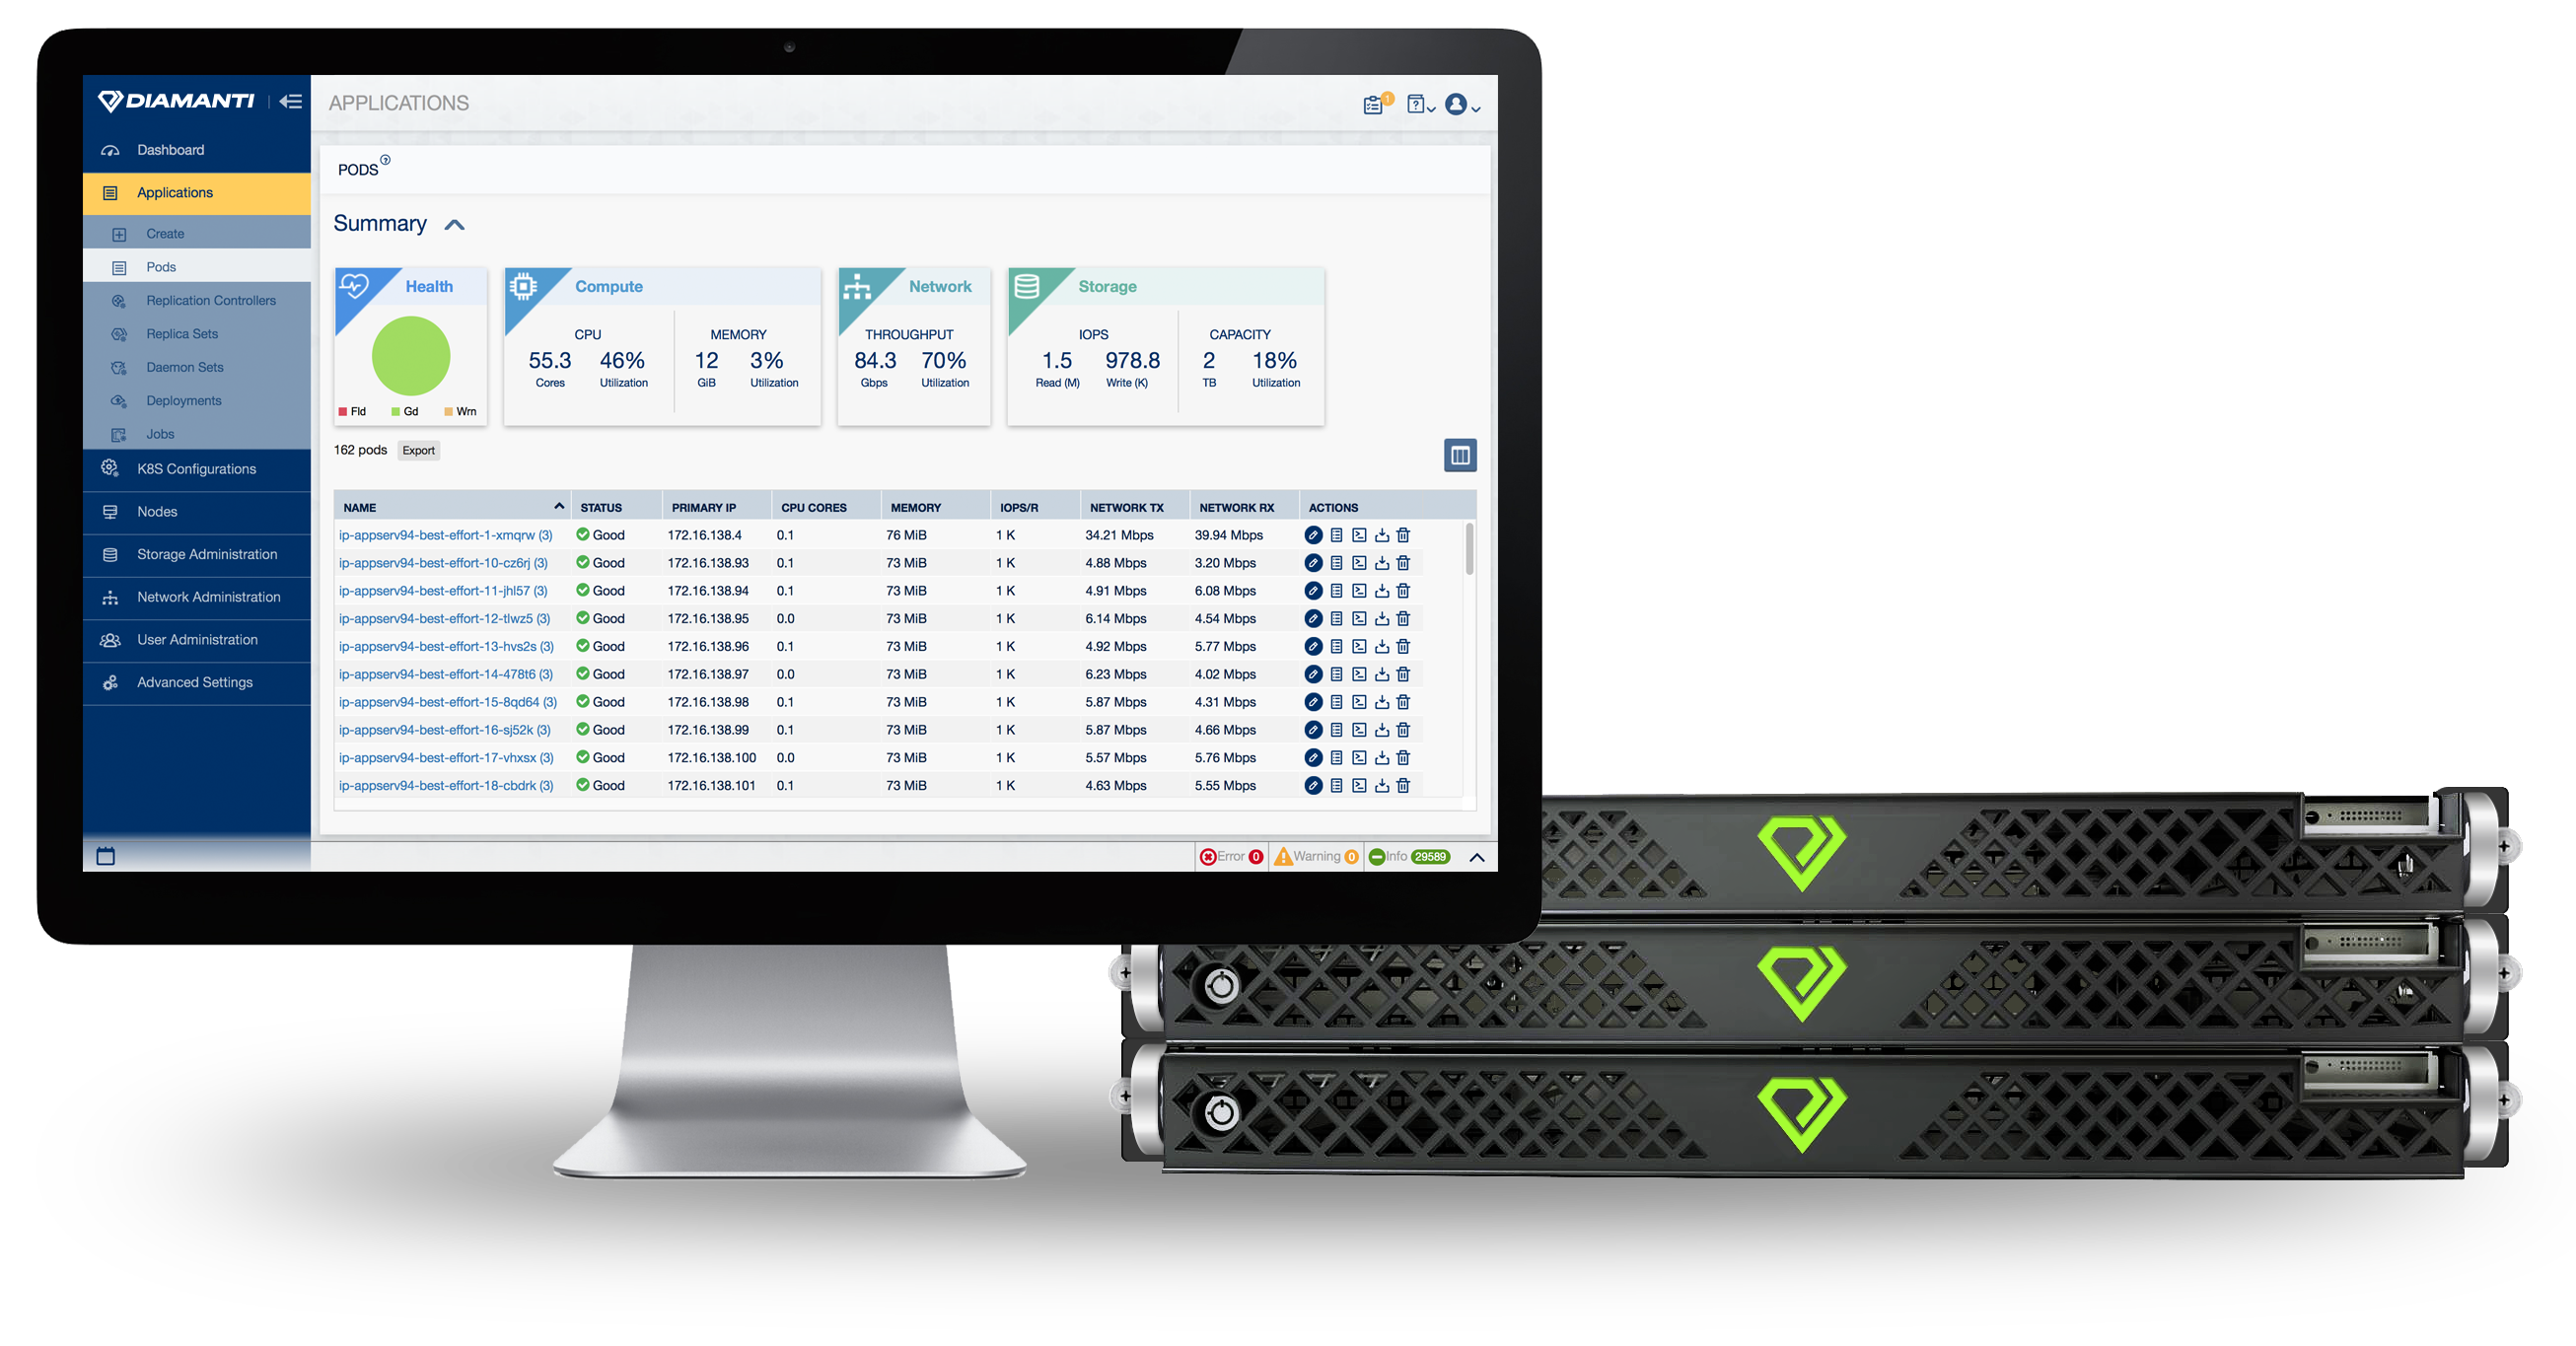 DIAMANTI
APPLICATIONS
1
Dashboard
Applications
Create
Pods
Replication Controllers
Replica Sets
Daemon Sets
Deployments
Jobs
K8S Configurations
Nodes
Storage Administration
Network Administration
User Administration
Advanced Settings
PODS
Summary
Health
Fld Gd Wrn
Compute
CPU MEMORY
55.3 46% 12 3%
Cores Utilization GiB Utilization
Network
THROUGHPUT
84.3 70%
Gbps Utilization
Storage
IOPS CAPACITY
1.5 978.8 2 18%
Read (M) Write (K) TB Utilization
162 pods Export
NAME STATUS PRIMARY IP CPU CORES MEMORY IOPS/R NETWORK TX NETWORK RX ACTIONS
ip-appserv94-best-effort-1-xmqrw (3) Good 172.16.138.4 0.1 76 MiB 1 K 34.21 Mbps 39.94 Mbps
ip-appserv94-best-effort-10-cz6rj (3) Good 172.16.138.93 0.1 73 MiB 1 K 4.88 Mbps 3.20 Mbps
ip-appserv94-best-effort-11-jhl57 (3) Good 172.16.138.94 0.1 73 MiB 1 K 4.91 Mbps 6.08 Mbps
ip-appserv94-best-effort-12-tlwz5 (3) Good 172.16.138.95 0.0 73 MiB 1 K 6.14 Mbps 4.54 Mbps
ip-appserv94-best-effort-13-hvs2s (3) Good 172.16.138.96 0.1 73 MiB 1 K 4.92 Mbps 5.77 Mbps
ip-appserv94-best-effort-14-478t6 (3) Good 172.16.138.97 0.0 73 MiB 1 K 6.23 Mbps 4.02 Mbps
ip-appserv94-best-effort-15-8qd64 (3) Good 172.16.138.98 0.1 73 MiB 1 K 5.87 Mbps 4.31 Mbps
ip-appserv94-best-effort-16-sj52k (3) Good 172.16.138.99 0.1 73 MiB 1 K 5.87 Mbps 4.66 Mbps
ip-appserv94-best-effort-17-vhxsx (3) Good 172.16.138.100 0.0 73 MiB 1 K 5.57 Mbps 5.76 Mbps
ip-appserv94-best-effort-18-cbdrk (3) Good 172.16.138.101 0.1 73 MiB 1 K 4.63 Mbps 5.55 Mbps
Error 0 Warning 0 Info 29589